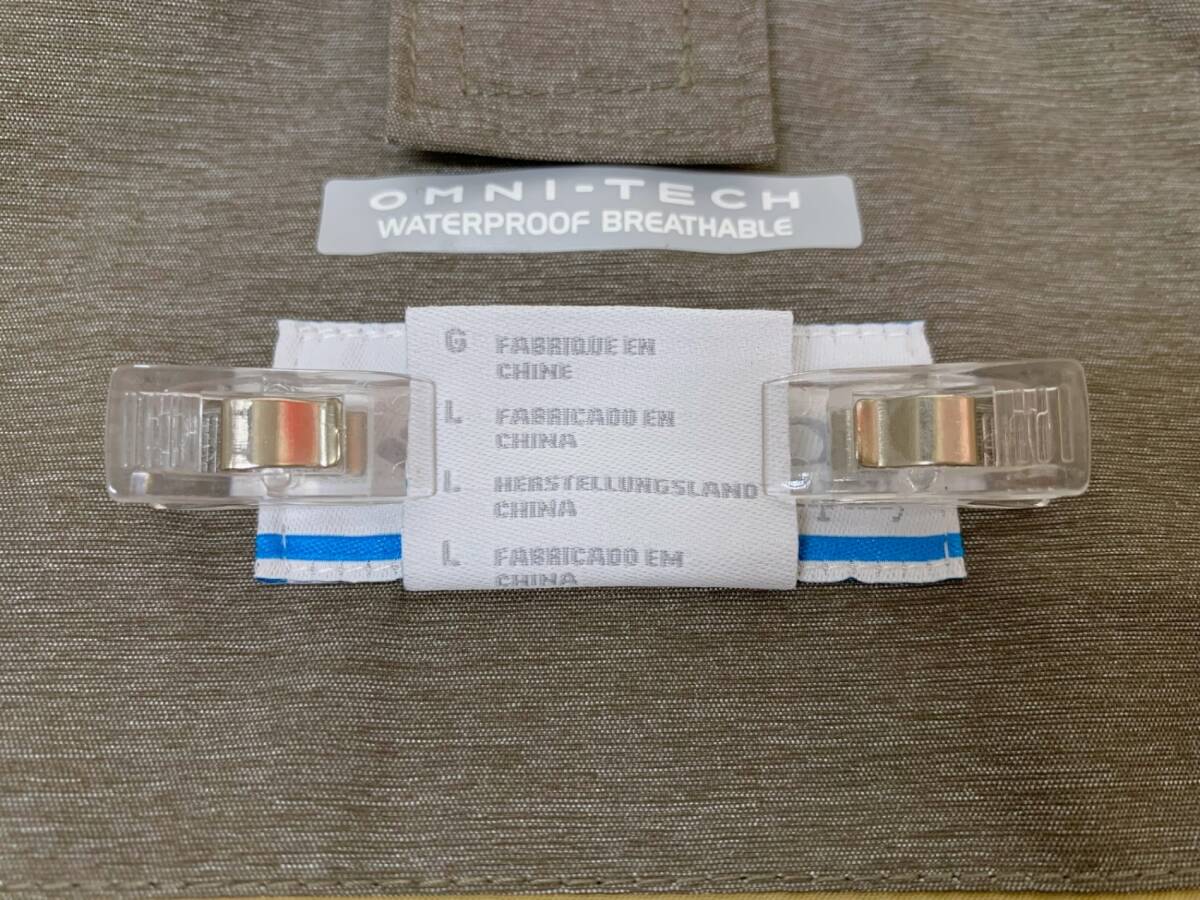 OMNI-TECH
WATERPROOF BREATHABLE
G FABRIQUE EN
CHINE
L FABRICADO EN
CHINA
L HERSTELLUNGSLAND
CHINA
L FABRICADO EM
CHINA